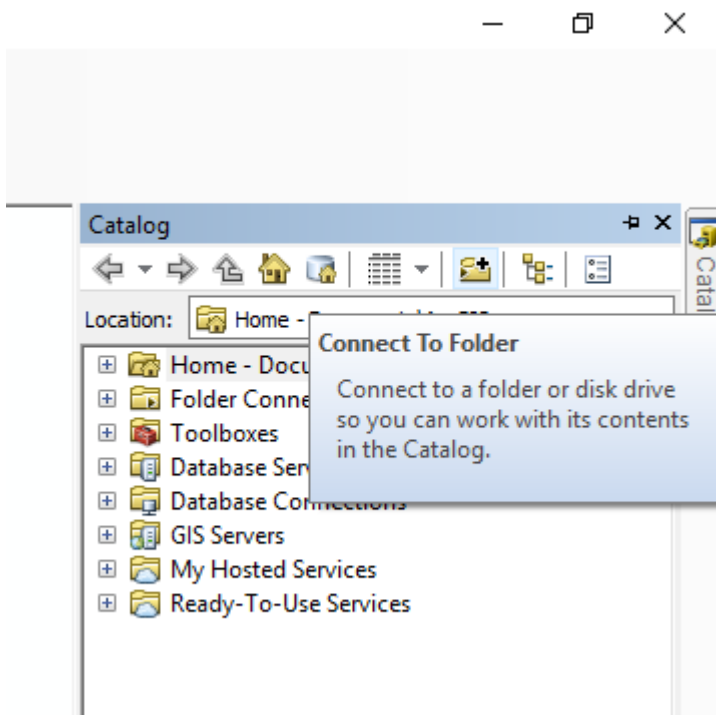 Catalog
Catal
Location: Home -
Connect To Folder
Connect to a folder or disk drive
so you can work with its contents
in the Catalog.
Home - Docu
Folder Conne
Toolboxes
Database Ser
Database Connections
GIS Servers
My Hosted Services
Ready-To-Use Services